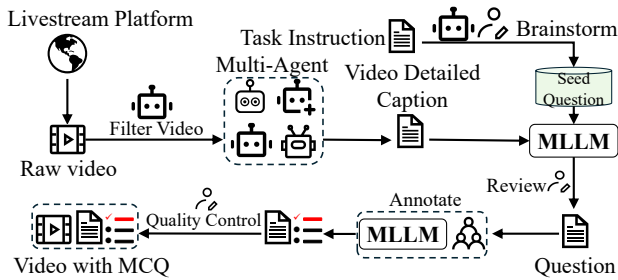 Livestream Platform
Task Instruction
Brainstorm
Multi-Agent
Video Detailed
Caption
Seed
Question
Filter Video
MLLM
Raw video
Review
Annotate
Quality Control
MLLM
Video with MCQ
Question